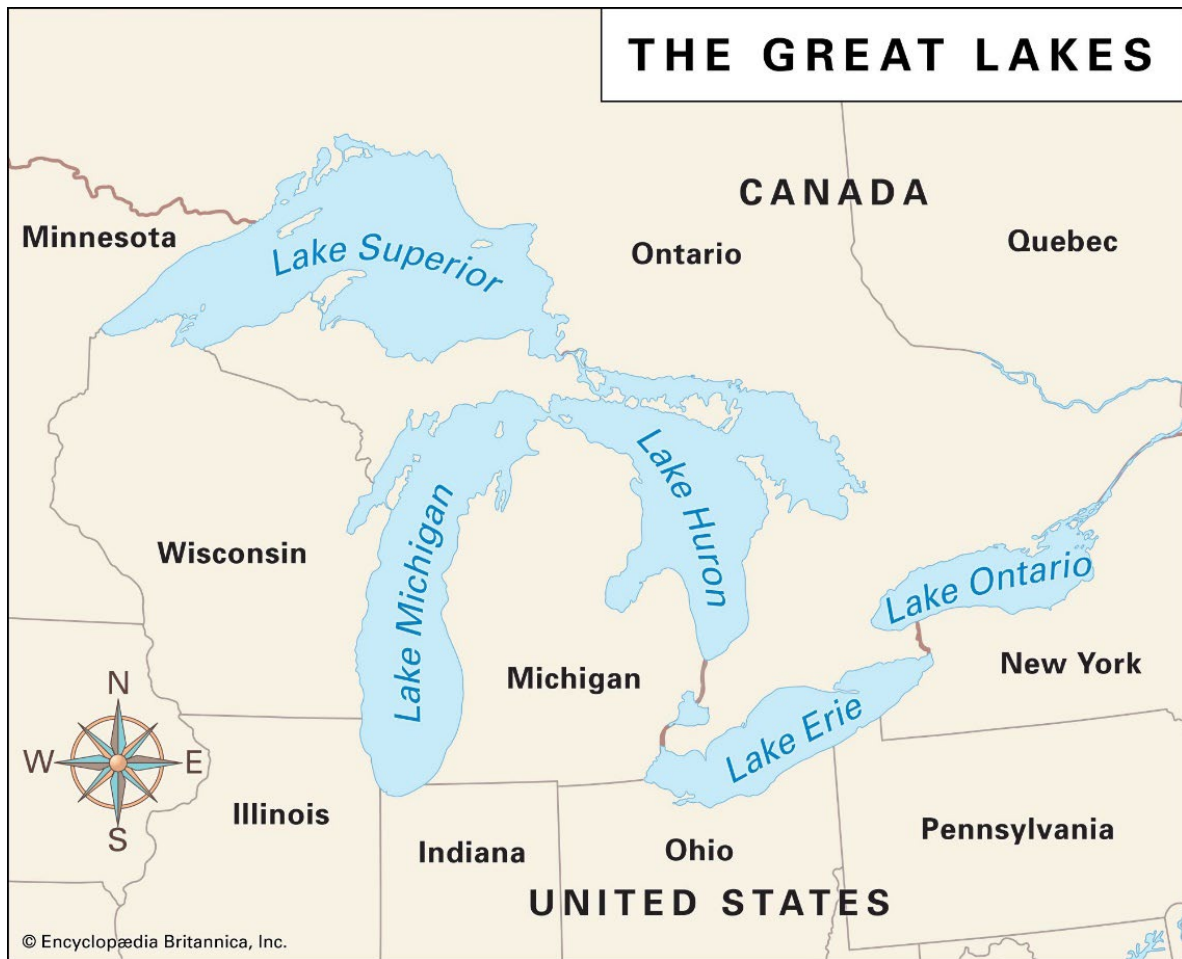 THE GREAT LAKES
CANADA
Minnesota
Lake Superior
Ontario
Quebec
Lake Michigan
Lake Huron
Wisconsin
Lake Ontario
Michigan
New York
N
W
E
S
Lake Erie
Illinois
Indiana
Ohio
Pennsylvania
UNITED STATES
© Encyclopædia Britannica, Inc.